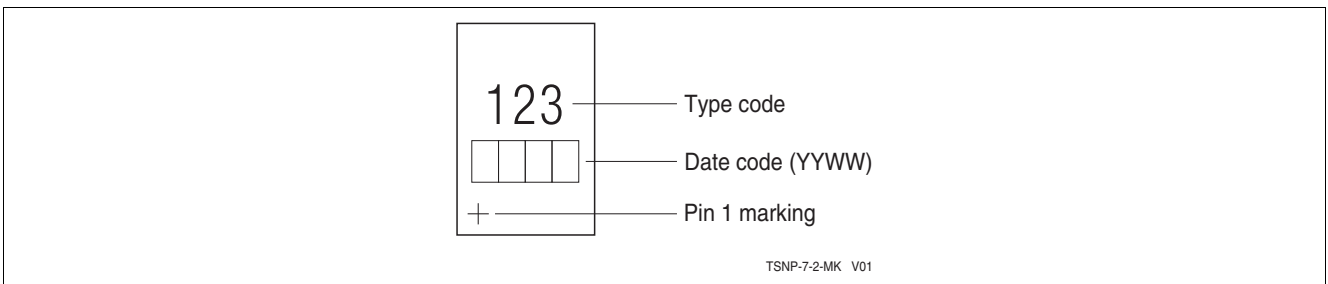 123 Type code
Date code (YYWW)
+ Pin 1 marking
TSNP-7-2-MK V01